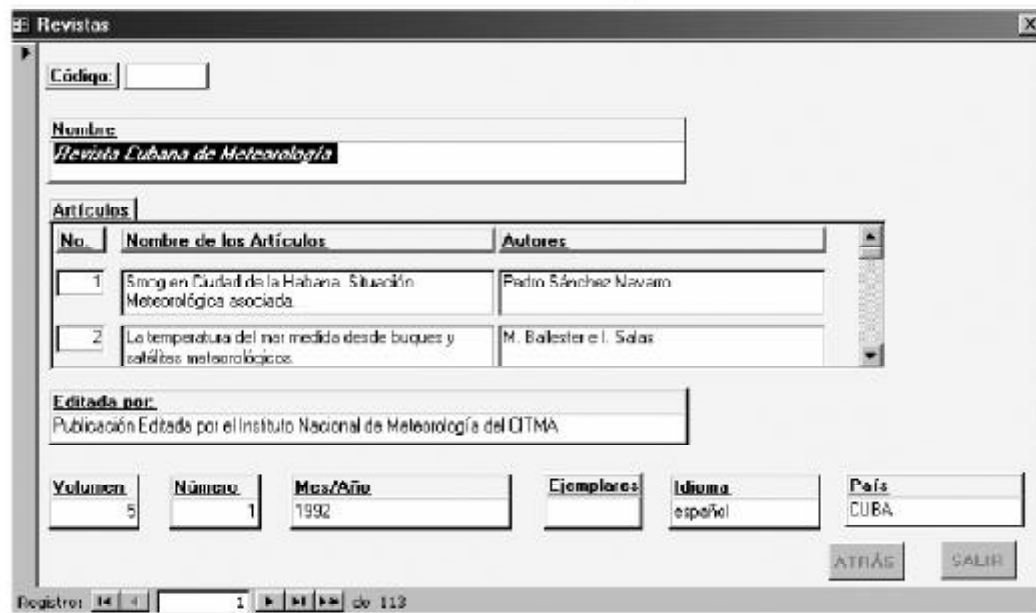 Revistas
Código:
Nombre
Revista Cubana de Meteorología
Artículos
No. Nombre de los Artículos Autores
1 Smog en Ciudad de la Habana. Situación Pedro Sánchez Navarro
Meteorológica asociada.
2 La temperatura del mar medida desde buques y M. Ballester e I. Salas
satélites meteorológicos.
Editada por:
Publicación Editada por el Instituto Nacional de Meteorología del CITMA
Volumen Número Mes/Año Ejemplares Idioma País
5 1 1992 español CUBA
ATRÁS SALIR
Registro: 1 de 113